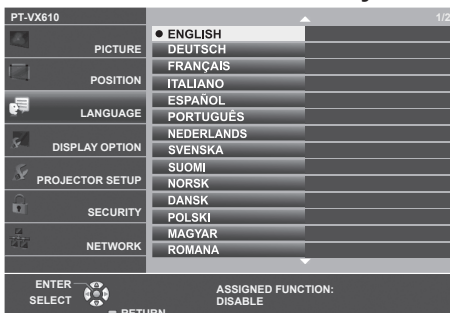 PT-VX610 1/2
PICTURE
POSITION
LANGUAGE
DISPLAY OPTION
PROJECTOR SETUP
SECURITY
NETWORK
ENGLISH
DEUTSCH
FRANÇAIS
ITALIANO
ESPAÑOL
PORTUGUÊS
NEDERLANDS
SVENSKA
SUOMI
NORSK
DANSK
POLSKI
MAGYAR
ROMANA
ENTER
SELECT
RETURN
ASSIGNED FUNCTION:
DISABLE